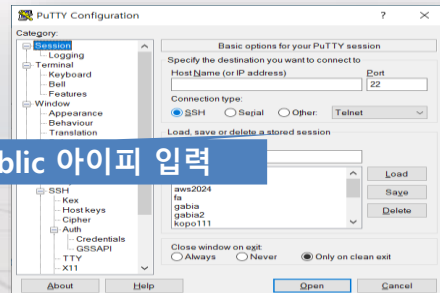 PuTTY Configuration
Category:
Session
Logging
Terminal
Keyboard
Bell
Features
Window
Appearance
Behaviour
Translation
SSH
Kex
Host keys
Cipher
Auth
Credentials
GSSAPI
TTY
X11
Basic options for your PuTTY session
Specify the destination you want to connect to
Host Name (or IP address)
Port
22
Connection type:
SSH
Serial
Other:
Telnet
Load, save or delete a stored session
blic 아이피 입력
aws2024
fa
gabia
gabia2
kopo111
Load
Save
Delete
Close window on exit:
Always
Never
Only on clean exit
About
Help
Open
Cancel